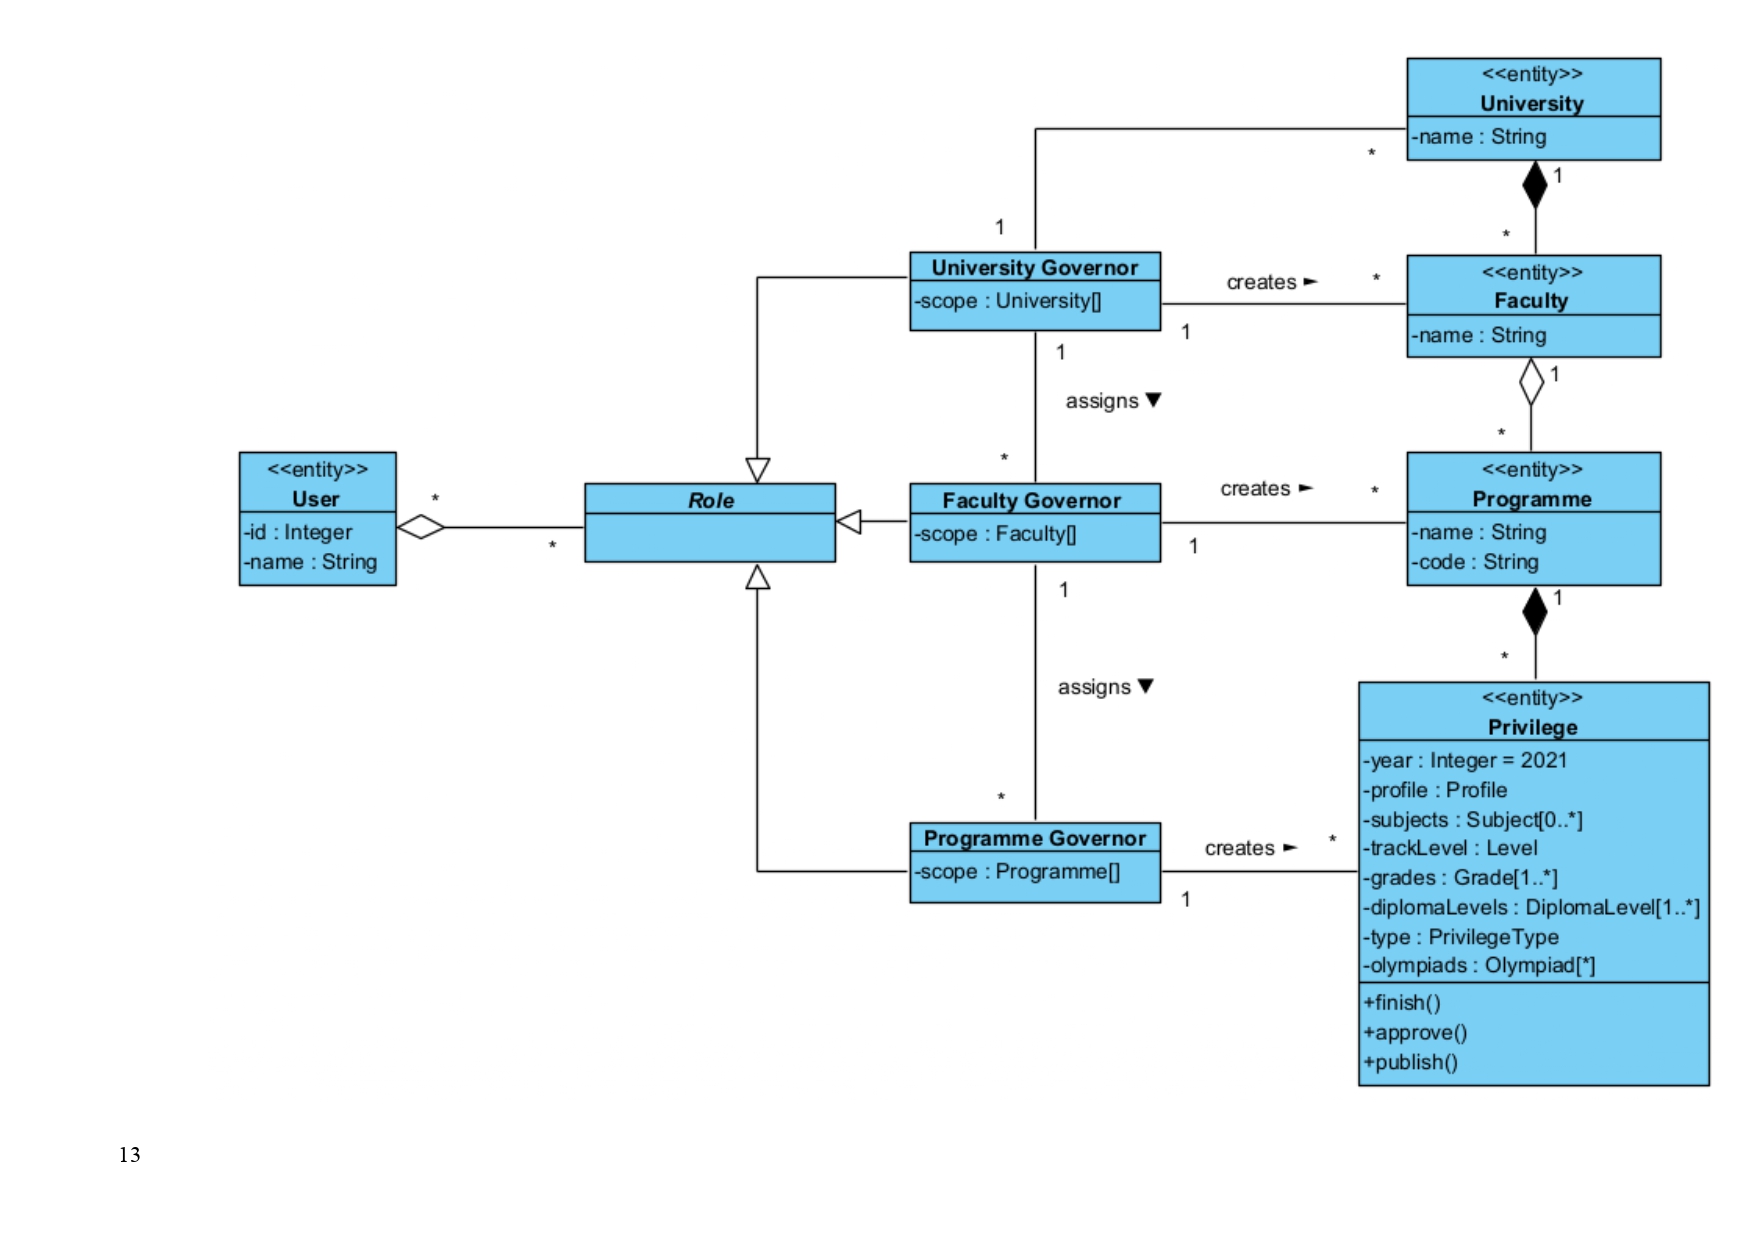 <<entity>>
University
-name : String
*
1
*
1
University Governor
-scope : University[]
creates ►
*
1
<<entity>>
Faculty
-name : String
1
*
1
assigns ▼
*
<<entity>>
User
-id : Integer
-name : String
*
*
Role
Faculty Governor
-scope : Faculty[]
creates ►
*
1
<<entity>>
Programme
-name : String
-code : String
1
*
1
assigns ▼
*
Programme Governor
-scope : Programme[]
creates ►
*
1
<<entity>>
Privilege
-year : Integer = 2021
-profile : Profile
-subjects : Subject[0..*]
-trackLevel : Level
-grades : Grade[1..*]
-diplomaLevels : DiplomaLevel[1..*]
-type : PrivilegeType
-olympiads : Olympiad[*]
+finish()
+approve()
+publish()
13